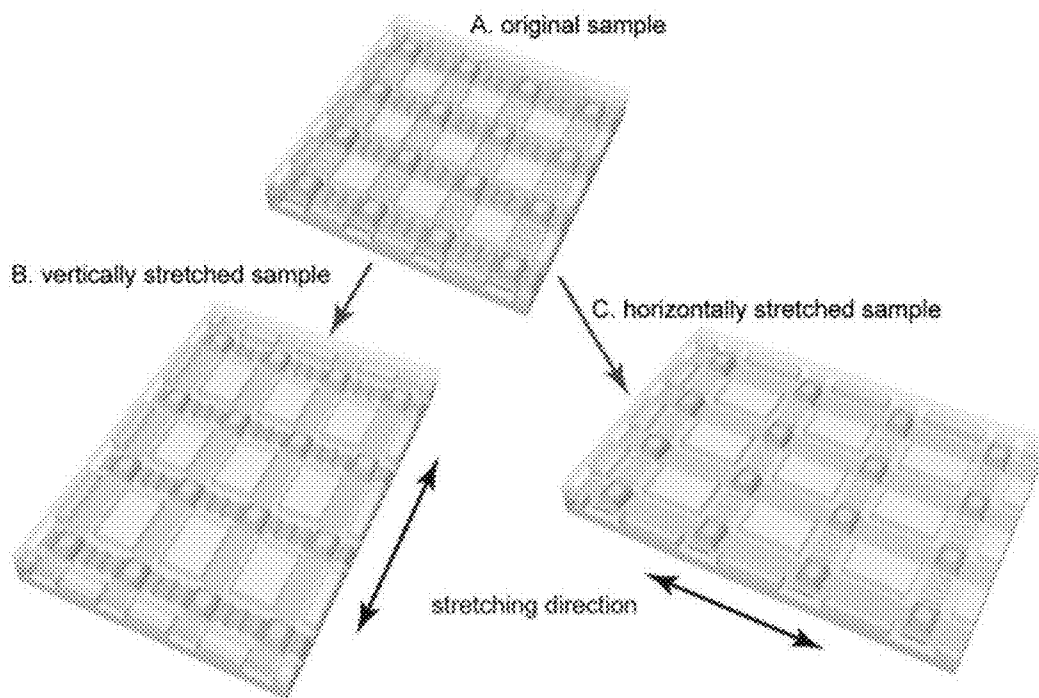 A. original sample
B. vertically stretched sample
C. horizontally stretched sample
stretching direction